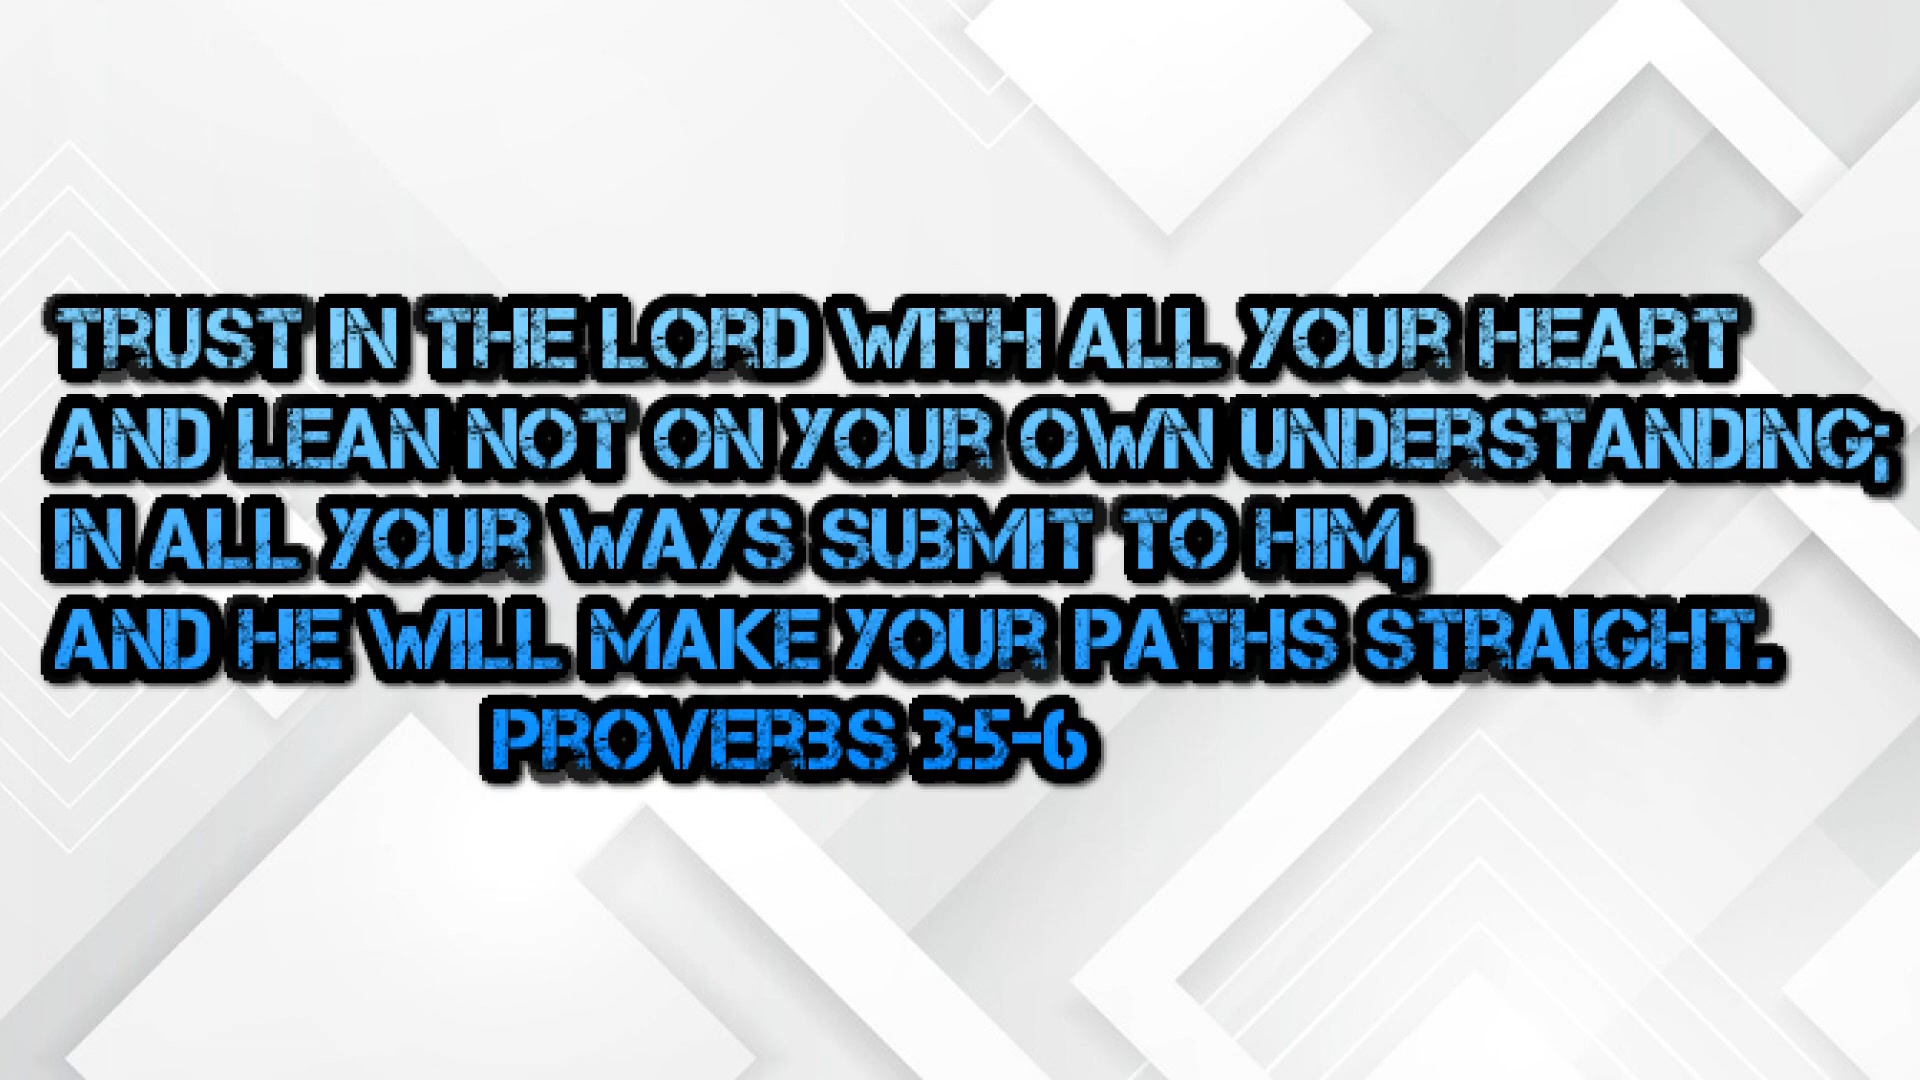 TRUST IN THE LORD WITH ALL YOUR HEART
AND LEAN NOT ON YOUR OWN UNDERSTANDING;
IN ALL YOUR WAYS SUBMIT TO HIM,
AND HE WILL MAKE YOUR PATHS STRAIGHT.
PROVERBS 3:5-6